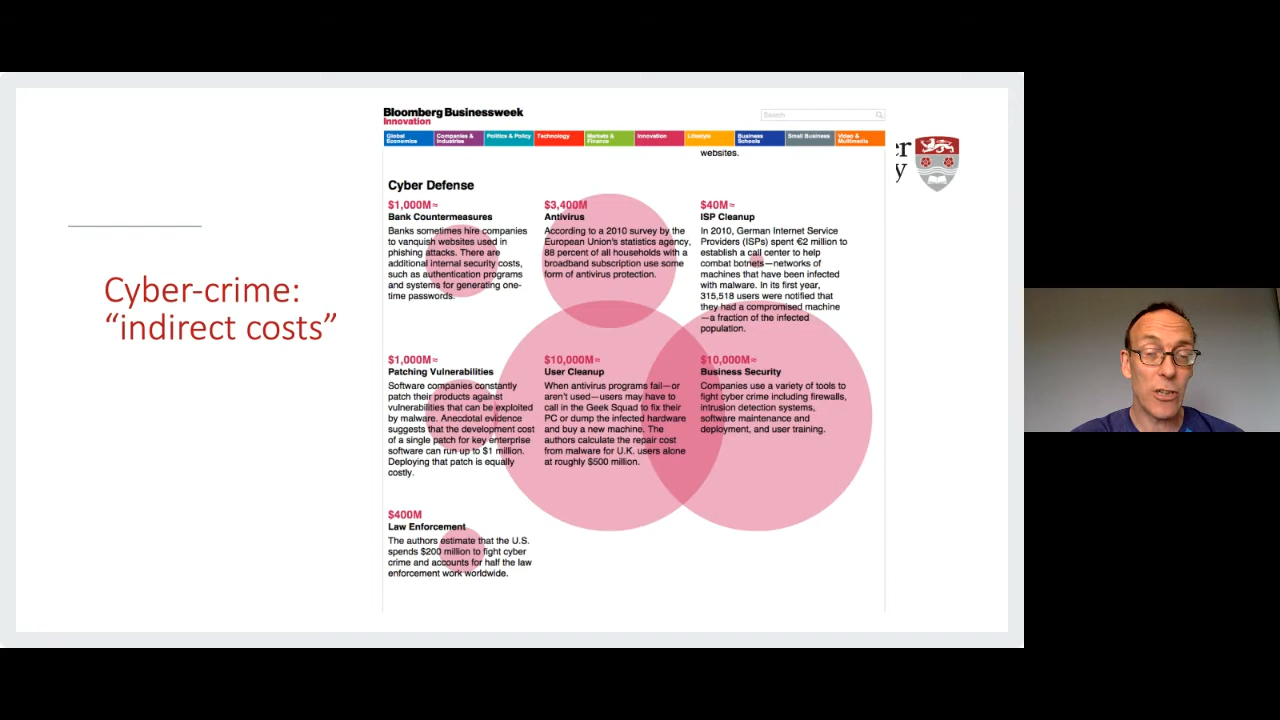 Cyber-crime:
“indirect costs”
Bloomberg Businessweek
Innovation
Search
Global
Economics
Companies &
Industries
Politics & Policy
Technology
Markets &
Finance
Innovation
Lifestyle
Business
Schools
Small Business
Video &
Multimedia
er
y
websites.
Cyber Defense
$1,000M≈
Bank Countermeasures
Banks sometimes hire companies
to vanquish websites used in
phishing attacks. There are
additional internal security costs,
such as authentication programs
and systems for generating one-
time passwords.
$3,400M
Antivirus
According to a 2010 survey by the
European Union's statistics agency,
88 percent of all households with a
broadband subscription use some
form of antivirus protection.
$40M≈
ISP Cleanup
In 2010, German Internet Service
Providers (ISPs) spent €2 million to
establish a call center to help
combat botnets—networks of
machines that have been infected
with malware. In its first year,
315,518 users were notified that
they had a compromised machine
—a fraction of the infected
population.
$1,000M≈
Patching Vulnerabilities
Software companies constantly
patch their products against
vulnerabilities that can be exploited
by malware. Anecdotal evidence
suggests that the development cost
of a single patch for key enterprise
software can run up to $1 million.
Deploying that patch is equally
costly.
$10,000M≈
User Cleanup
When antivirus programs fail—or
aren't used—users may have to
call in the Geek Squad to fix their
PC or dump the infected hardware
and buy a new machine. The
authors calculate the repair cost
from malware for U.K. users alone
at roughly $500 million.
$10,000M≈
Business Security
Companies use a variety of tools to
fight cyber crime including firewalls,
intrusion detection systems,
software maintenance and
deployment, and user training.
$400M
Law Enforcement
The authors estimate that the U.S.
spends $200 million to fight cyber
crime and accounts for half the law
enforcement work worldwide.